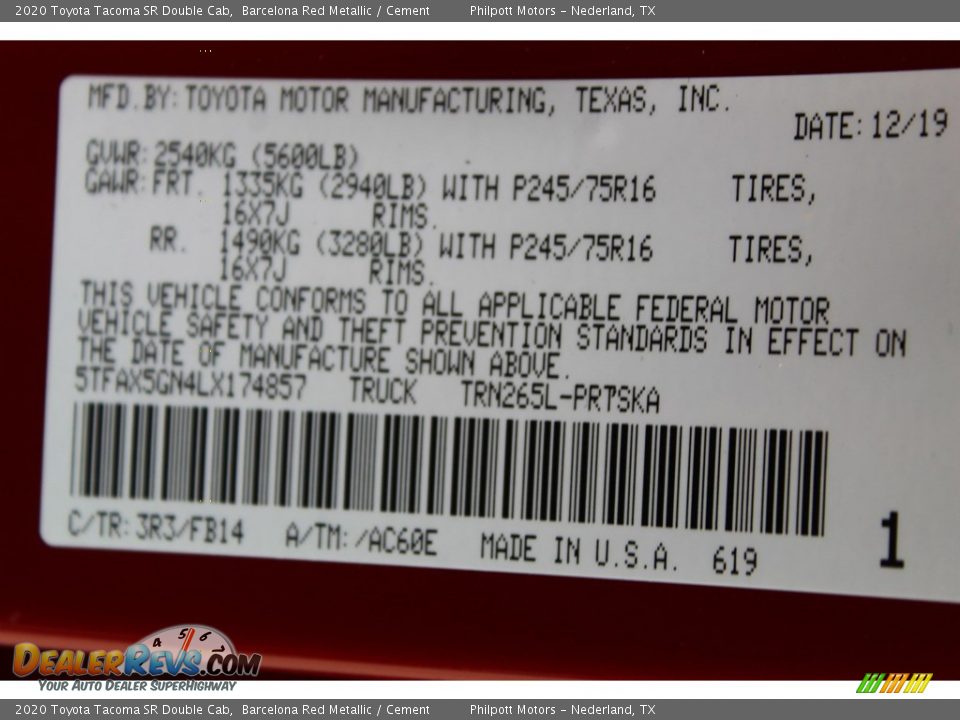 2020 Toyota Tacoma SR Double Cab, Barcelona Red Metallic / Cement Philpott Motors – Nederland, TX
MFD.BY:TOYOTA MOTOR MANUFACTURING, TEXAS, INC.
DATE:12/19
GVWR:2540KG (5600LB)
GAWR:FRT. 1335KG (2940LB) WITH P245/75R16 TIRES,
16X7J RIMS.
RR. 1490KG (3280LB) WITH P245/75R16 TIRES,
16X7J RIMS.
THIS VEHICLE CONFORMS TO ALL APPLICABLE FEDERAL MOTOR
VEHICLE SAFETY AND THEFT PREVENTION STANDARDS IN EFFECT ON
THE DATE OF MANUFACTURE SHOWN ABOVE.
5TFAX5GN4LX174857 TRUCK TRN265L-PRTSKA
C/TR:3R3/FB14 A/TM:/AC60E MADE IN U.S.A. 619
1
4 5 6
DEALERREVS.COM
YOUR AUTO DEALER SUPERHIGHWAY
2020 Toyota Tacoma SR Double Cab, Barcelona Red Metallic / Cement Philpott Motors – Nederland, TX